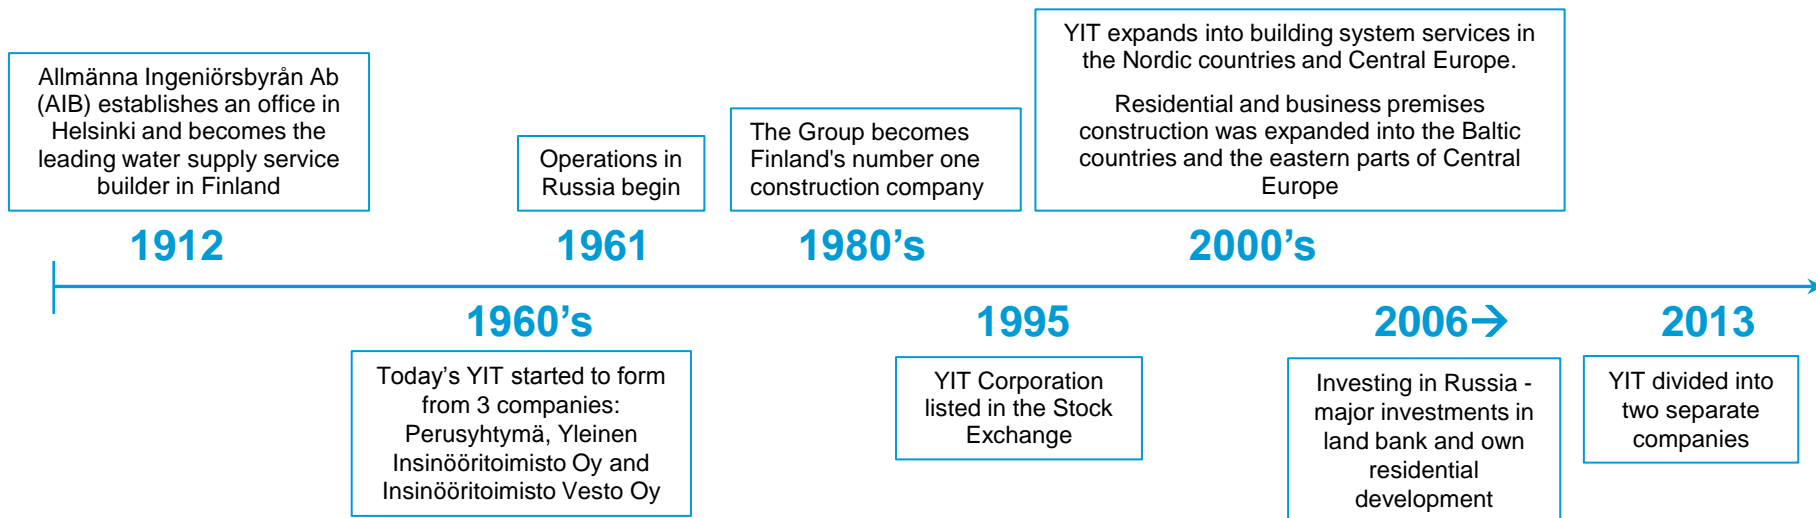 Allmänna Ingeniörsbyrån Ab
(AIB) establishes an office in
Helsinki and becomes the
leading water supply service
builder in Finland
1912
1960's
Today’s YIT started to form
from 3 companies:
Perusyhtymä, Yleinen
Insinööritoimisto Oy and
Insinööritoimisto Vesto Oy
Operations in
Russia begin
1961
The Group becomes
Finland's number one
construction company
1980’s
1995
YIT Corporation
listed in the Stock
Exchange
YIT expands into building system services in
the Nordic countries and Central Europe.
Residential and business premises
construction was expanded into the Baltic
countries and the eastern parts of Central
Europe
2000’s
2006→
Investing in Russia -
major investments in
land bank and own
residential
development
2013
YIT divided into
two separate
companies